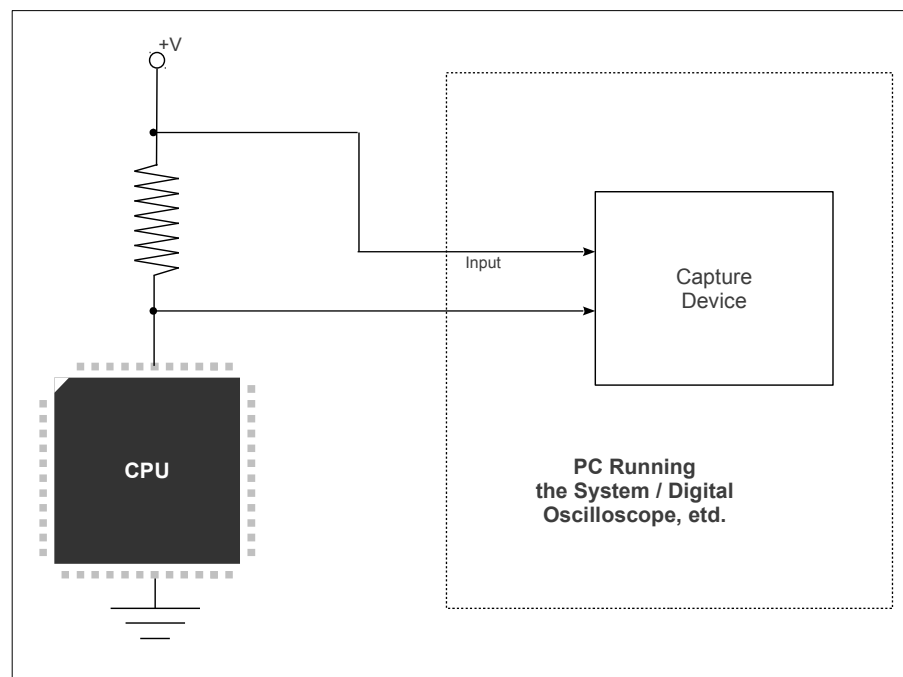 +V
Input
Capture
Device
CPU
PC Running
the System / Digital
Oscilloscope, etd.